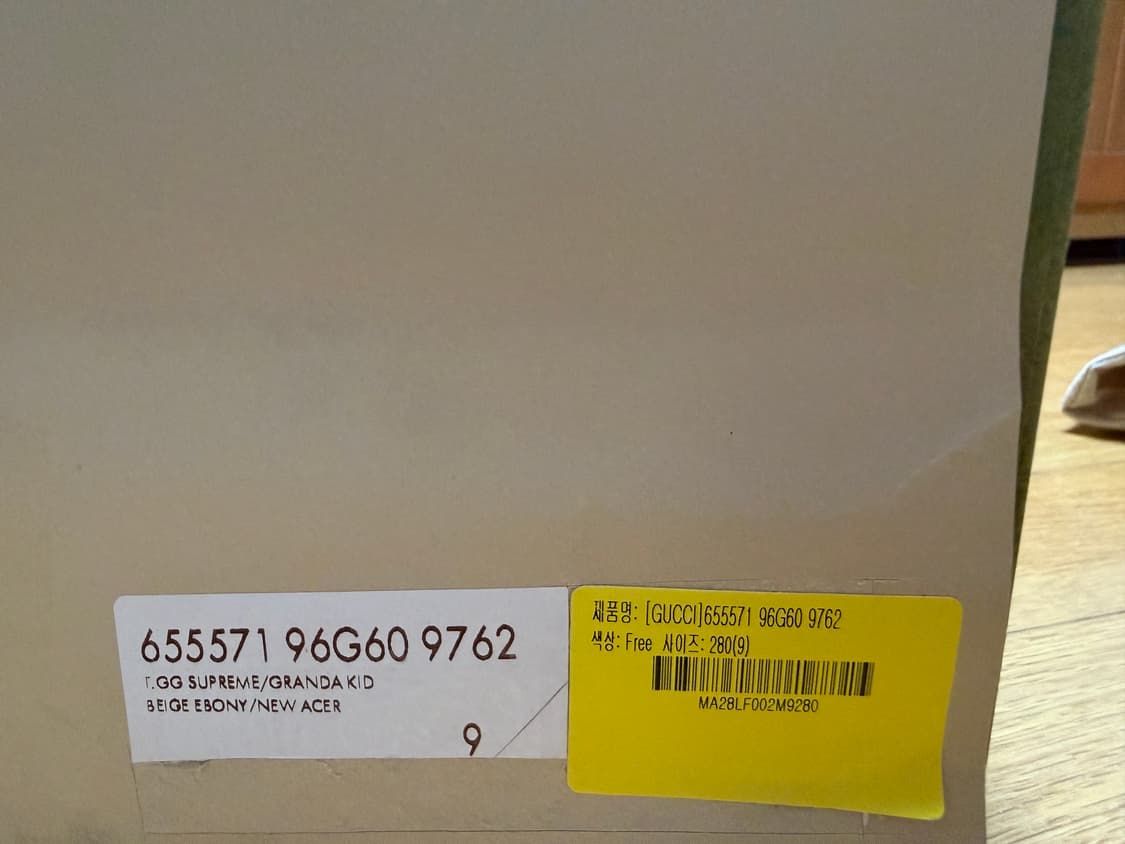 655571 96G60 9762
T.GG SUPREME/GRANDA KID
BEIGE EBONY/NEW ACER
9
제품명: [GUCCI]655571 96G60 9762
색상: Free 사이즈: 280(9)
MA28LF002M9280